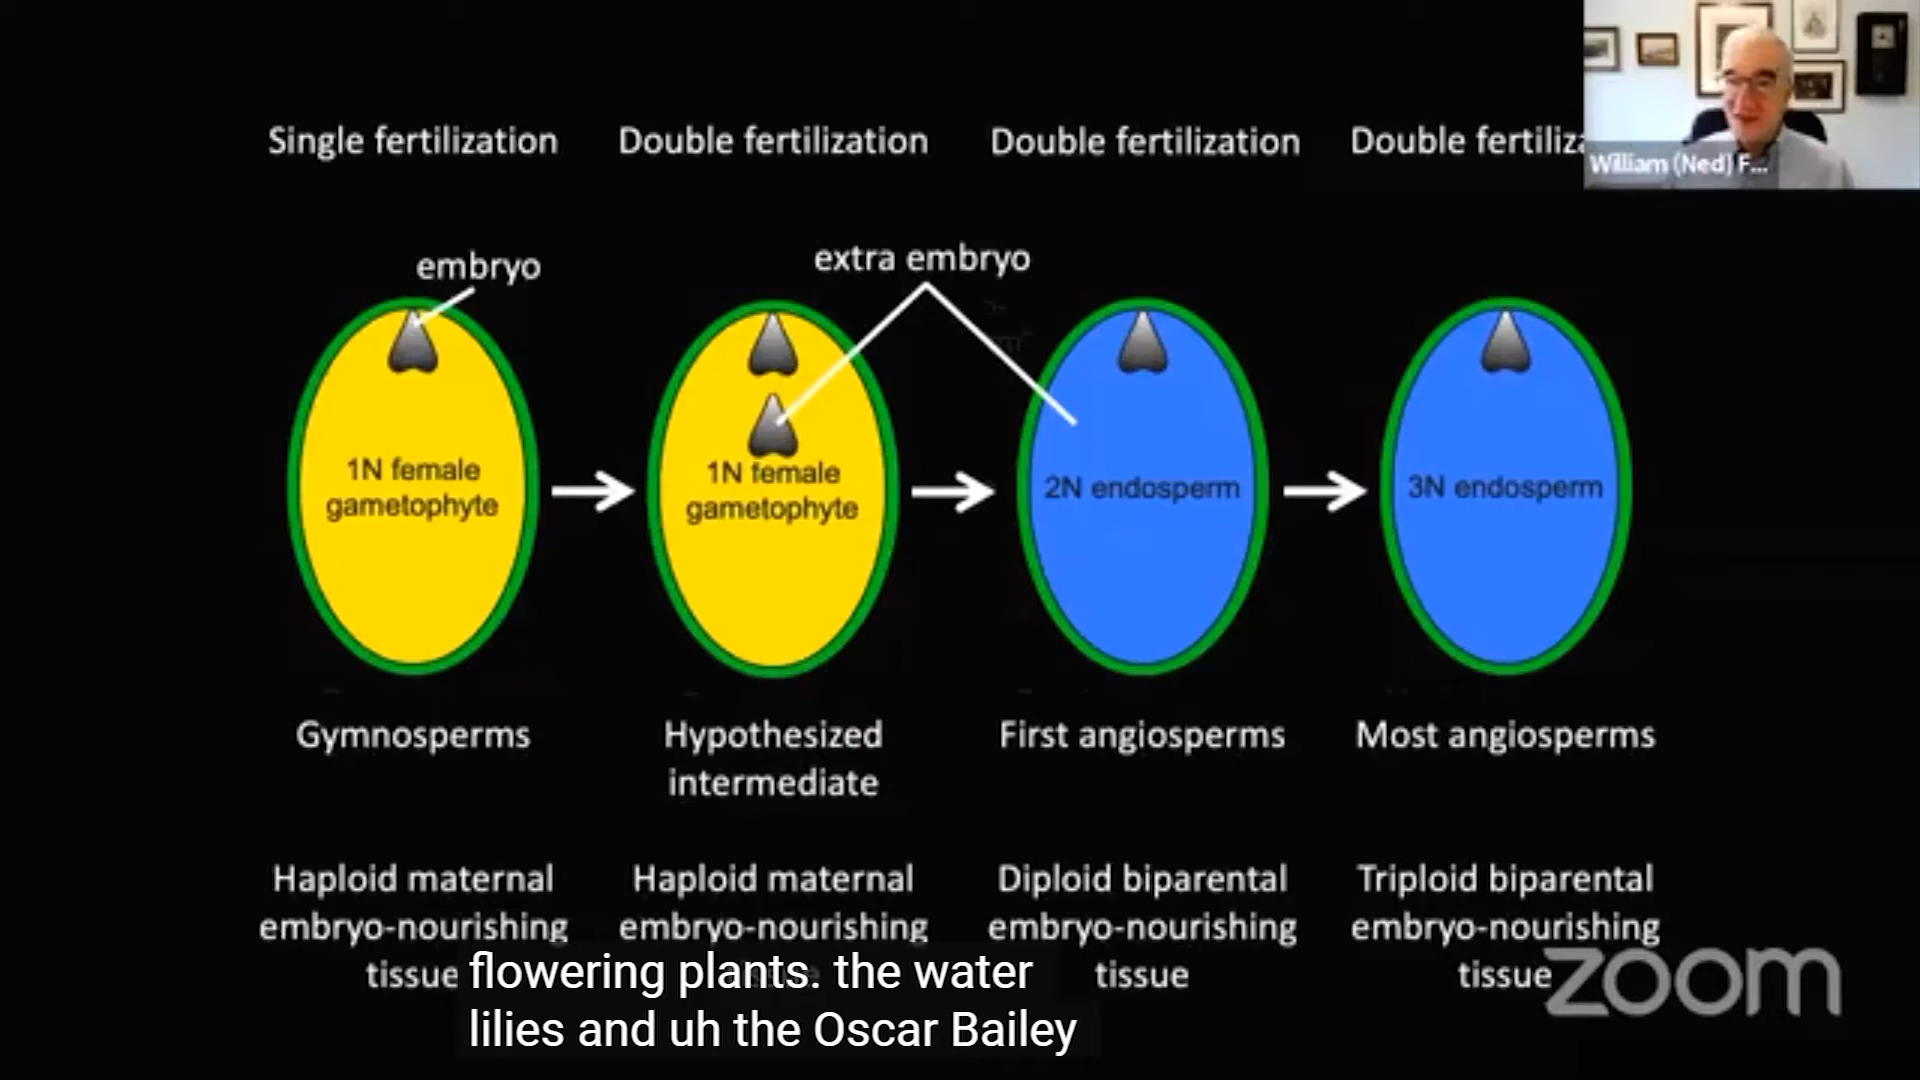 Single fertilization
Double fertilization
Double fertilization
Double fertiliza
William (Ned) F...
embryo
extra embryo
1N female
gametophyte
1N female
gametophyte
2N endosperm
3N endosperm
Gymnosperms
Hypothesized
intermediate
First angiosperms
Most angiosperms
Haploid maternal
embryo-nourishing
tissue
Haploid maternal
embryo-nourishing
Diploid biparental
embryo-nourishing
tissue
Triploid biparental
embryo-nourishing
tissue
flowering plants. the water
lilies and uh the Oscar Bailey
zoom